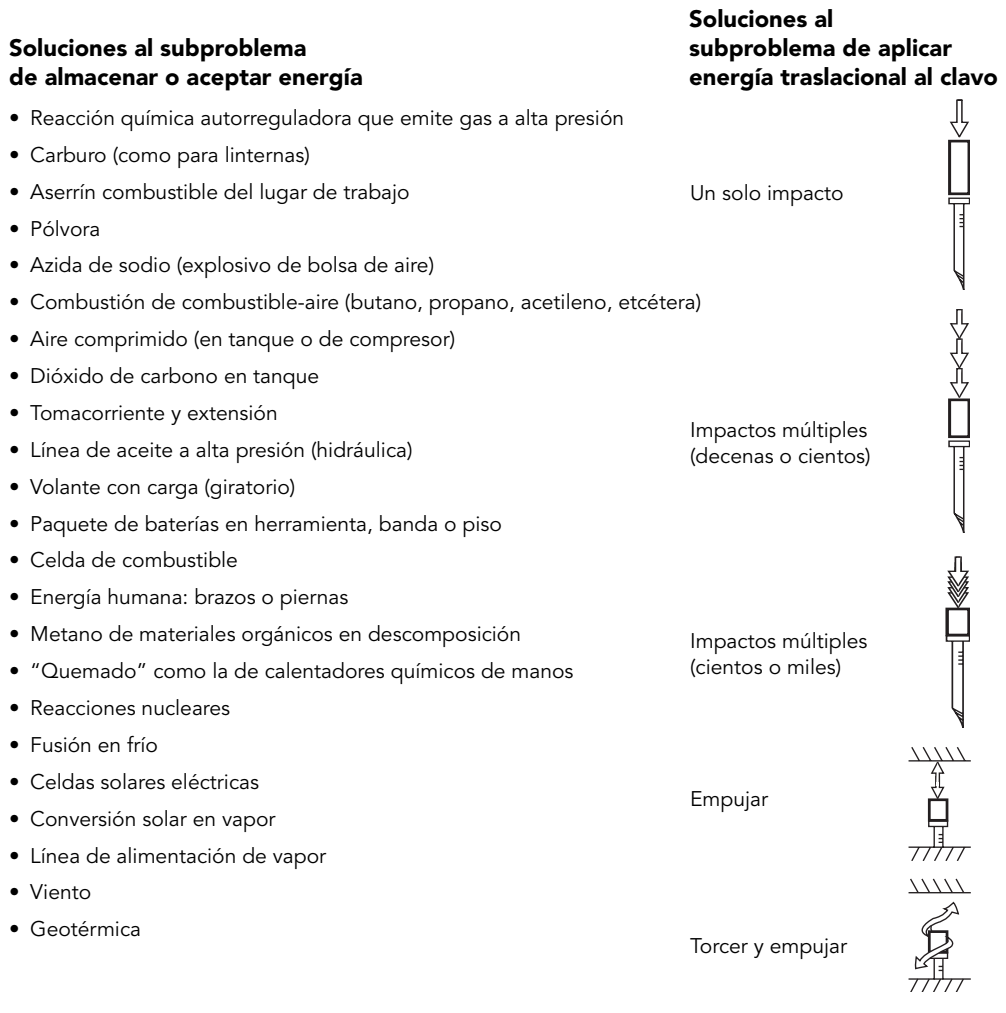 Soluciones al subproblema
de almacenar o aceptar energía
• Reacción química autorreguladora que emite gas a alta presión
• Carburo (como para linternas)
• Aserrín combustible del lugar de trabajo
• Pólvora
• Azida de sodio (explosivo de bolsa de aire)
• Combustión de combustible-aire (butano, propano, acetileno, etcétera)
• Aire comprimido (en tanque o de compresor)
• Dióxido de carbono en tanque
• Tomacorriente y extensión
• Línea de aceite a alta presión (hidráulica)
• Volante con carga (giratorio)
• Paquete de baterías en herramienta, banda o piso
• Celda de combustible
• Energía humana: brazos o piernas
• Metano de materiales orgánicos en descomposición
• “Quemado” como la de calentadores químicos de manos
• Reacciones nucleares
• Fusión en frío
• Celdas solares eléctricas
• Conversión solar en vapor
• Línea de alimentación de vapor
• Viento
• Geotérmica
Soluciones al
subproblema de aplicar
energía traslacional al clavo
Un solo impacto
Impactos múltiples
(decenas o cientos)
Impactos múltiples
(cientos o miles)
Empujar
Torcer y empujar